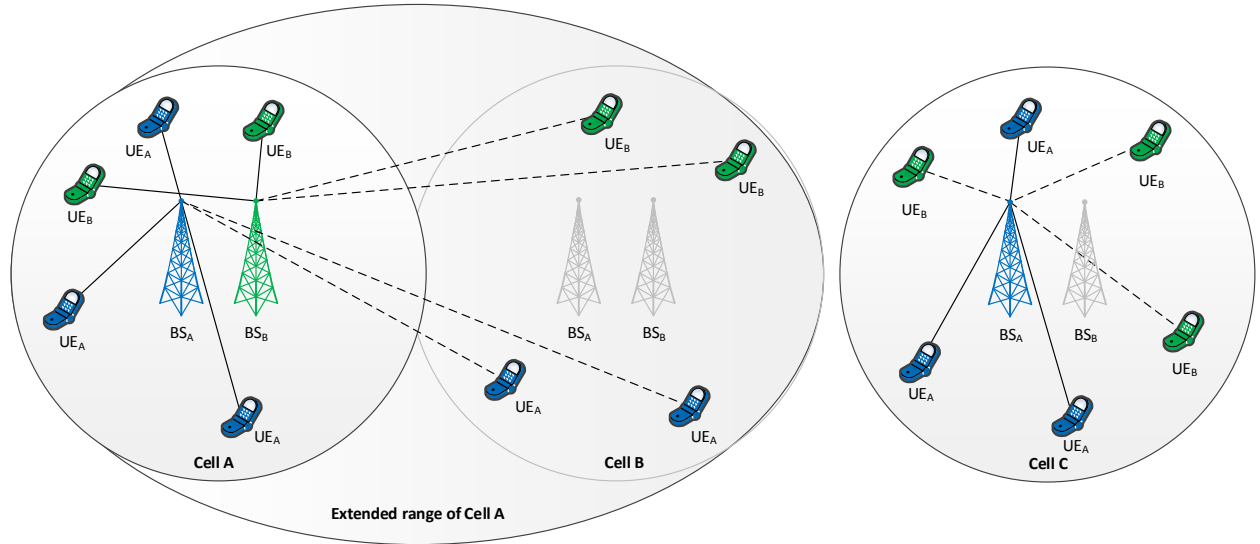 UE_A
UE_B
UE_B
UE_A
BS_A
BS_B
UE_A
Cell A
UE_B
UE_B
BS_A
BS_B
UE_A
UE_A
Cell B
Extended range of Cell A
UE_A
UE_B
UE_B
BS_A
BS_B
UE_A
UE_B
UE_A
Cell C